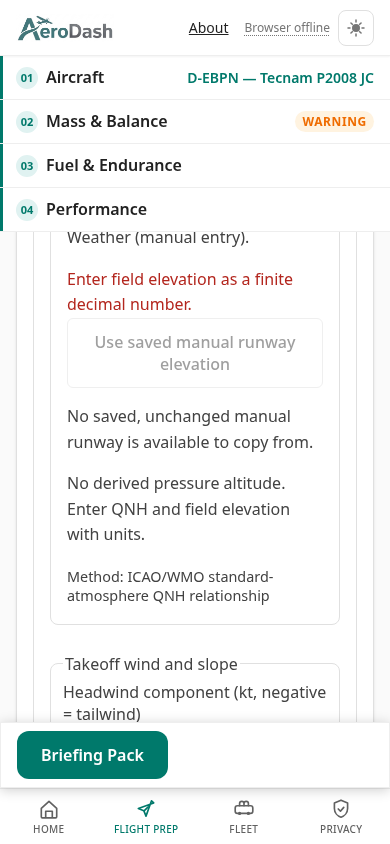 AeroDash
About
Browser offline
01 Aircraft D-EBPN — Tecnam P2008 JC
02 Mass & Balance WARNING
03 Fuel & Endurance
04 Performance
Weather (manual entry).
Enter field elevation as a finite
decimal number.
Use saved manual runway
elevation
No saved, unchanged manual
runway is available to copy from.
No derived pressure altitude.
Enter QNH and field elevation
with units.
Method: ICAO/WMO standard-
atmosphere QNH relationship
Takeoff wind and slope
Headwind component (kt, negative
= tailwind)
Briefing Pack
HOME
FLIGHT PREP
FLEET
PRIVACY